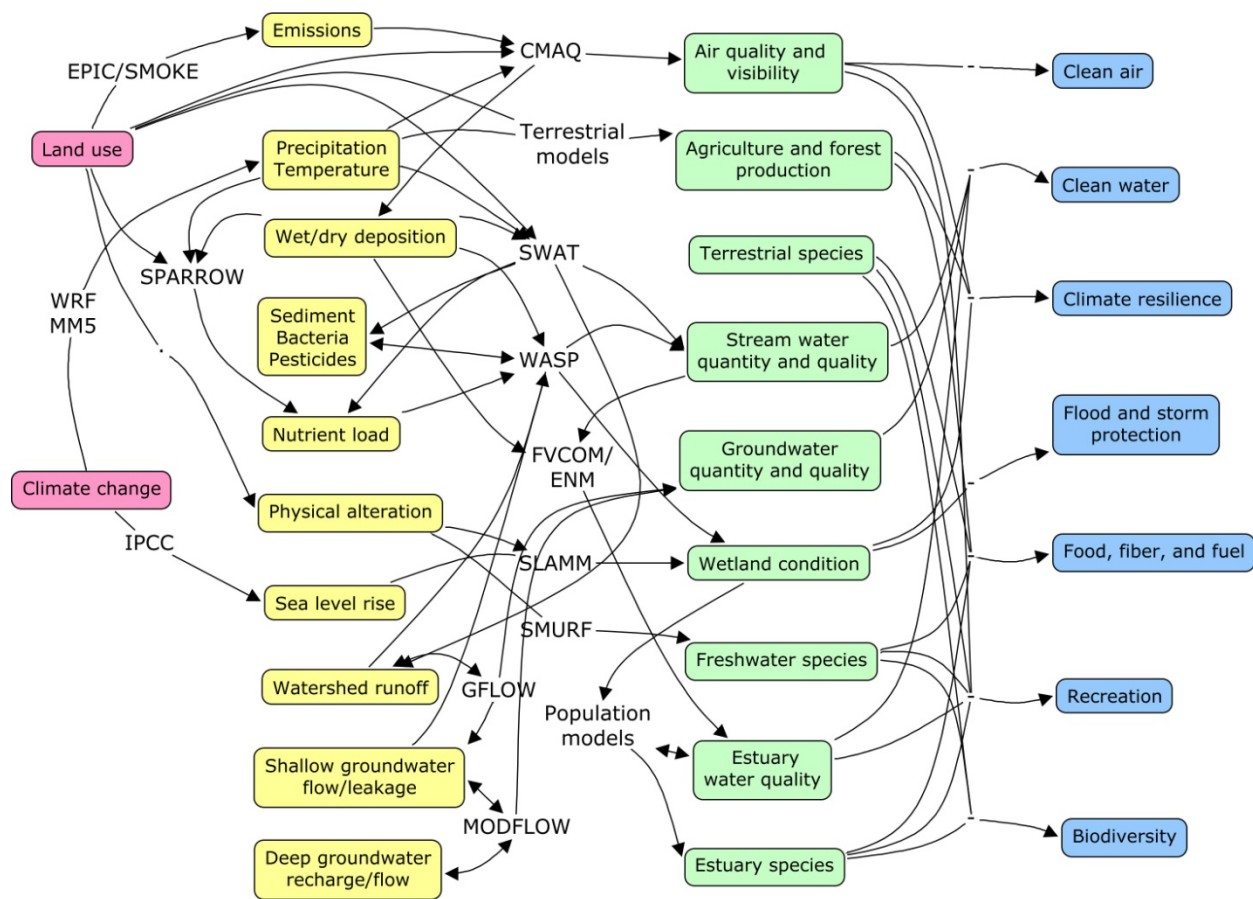 Emissions
EPIC/SMOKE
Land use
Precipitation
Temperature
Wet/dry deposition
SPARROW
WRF
MM5
Sediment
Bacteria
Pesticides
Nutrient load
Climate change
IPCC
Physical alteration
Sea level rise
Watershed runoff
Shallow groundwater
flow/leakage
Deep groundwater
recharge/flow
CMAQ
Terrestrial
models
SWAT
WASP
FVCOM/
ENM
SLAMM
SMURF
GFLOW
Population
models
MODFLOW
Air quality and
visibility
Agriculture and forest
production
Terrestrial species
Stream water
quantity and quality
Groundwater
quantity and quality
Wetland condition
Freshwater species
Estuary
water quality
Estuary species
Clean air
Clean water
Climate resilience
Flood and storm
protection
Food, fiber, and fuel
Recreation
Biodiversity